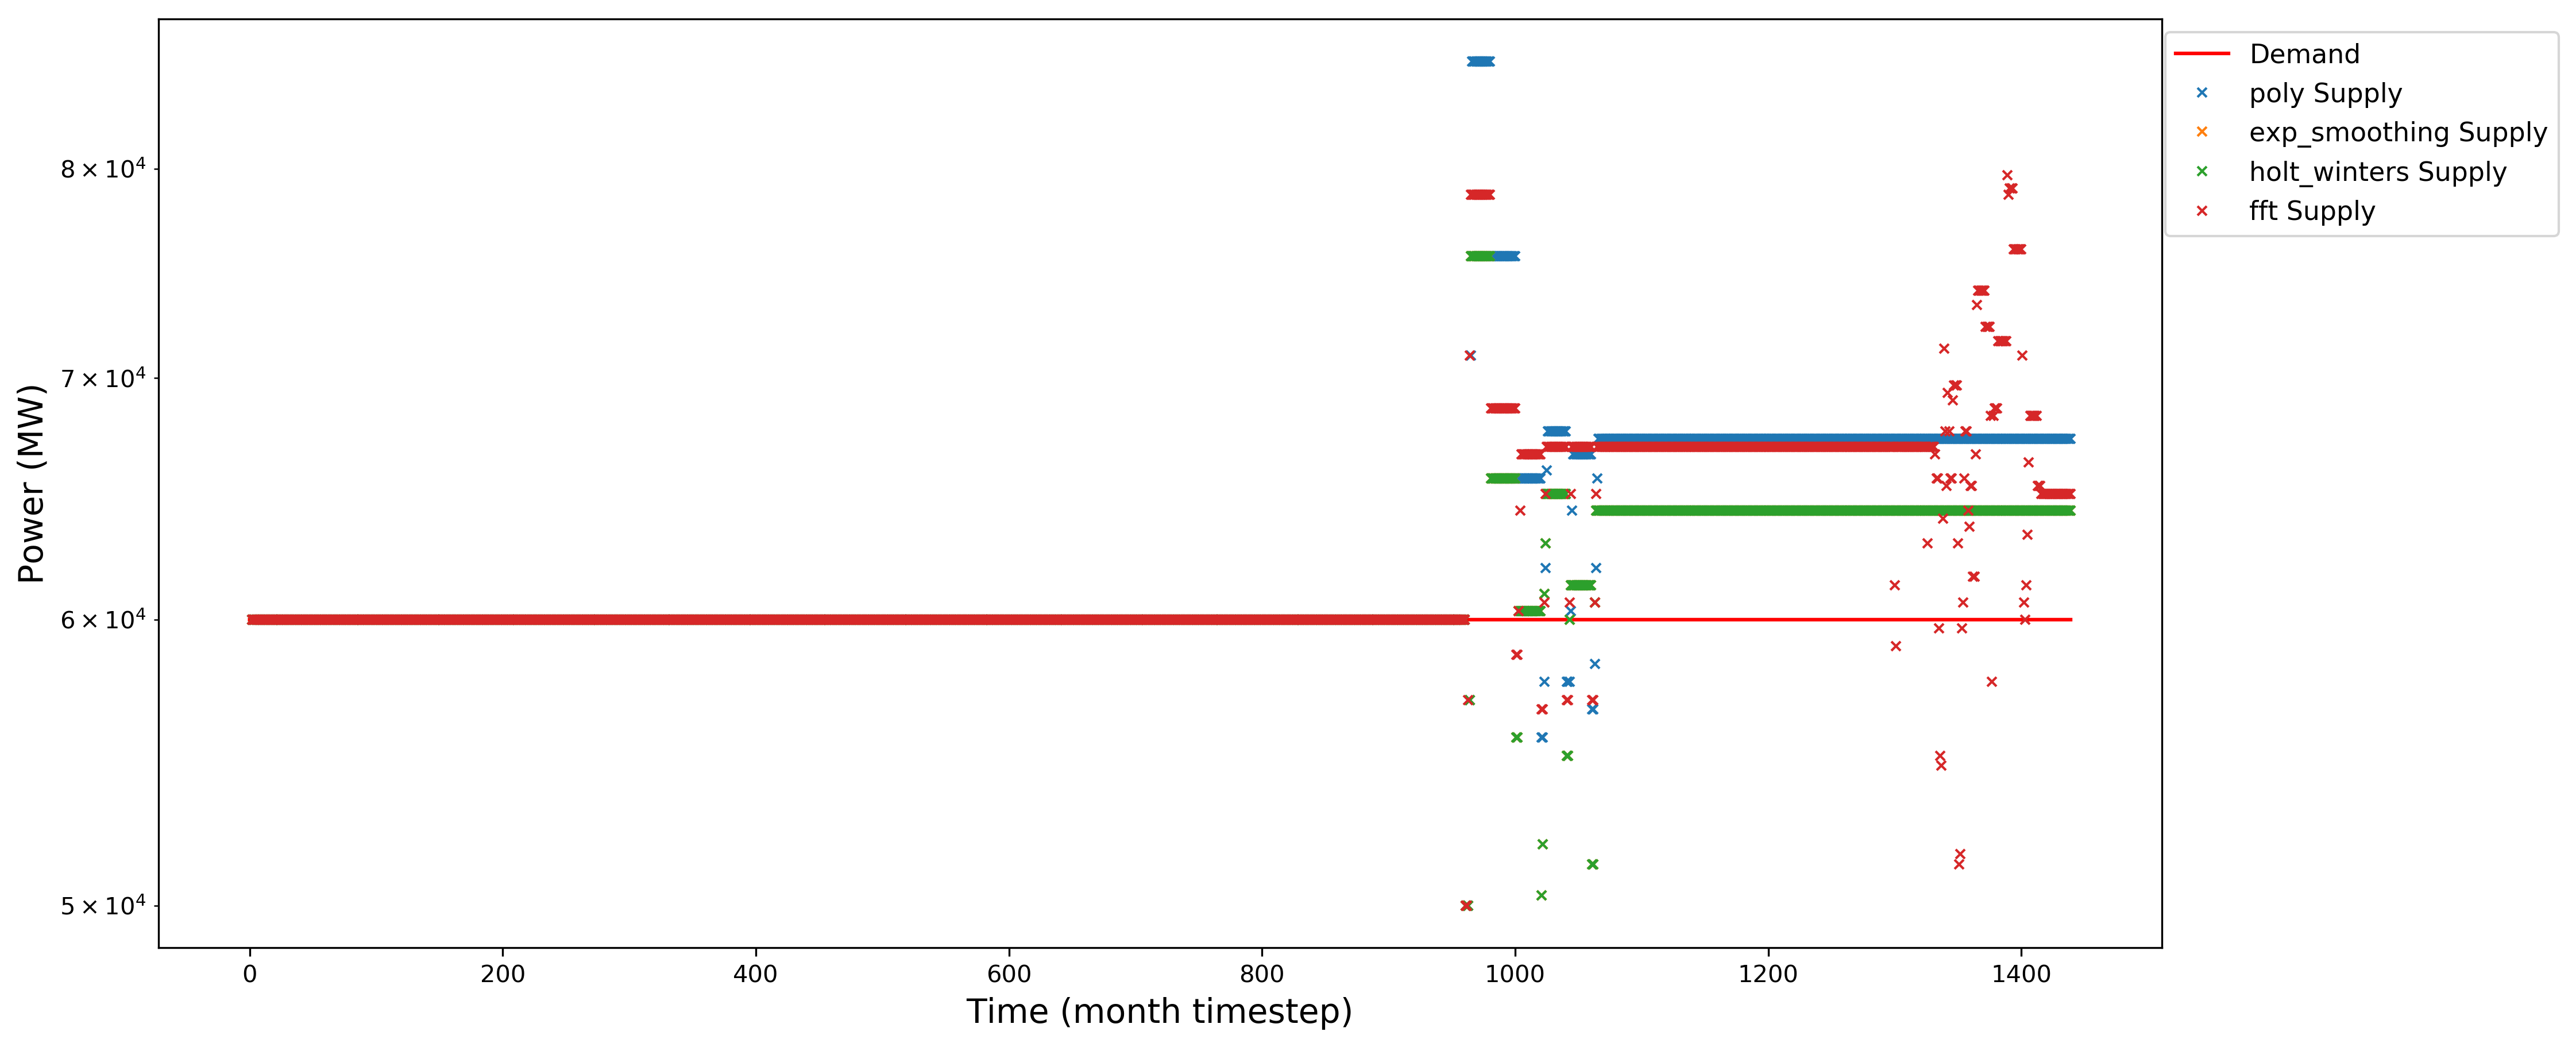 Power (MW)
8 × 10⁴
7 × 10⁴
6 × 10⁴
5 × 10⁴
0 200 400 600 800 1000 1200 1400
Time (month timestep)
Demand
poly Supply
exp_smoothing Supply
holt_winters Supply
fft Supply